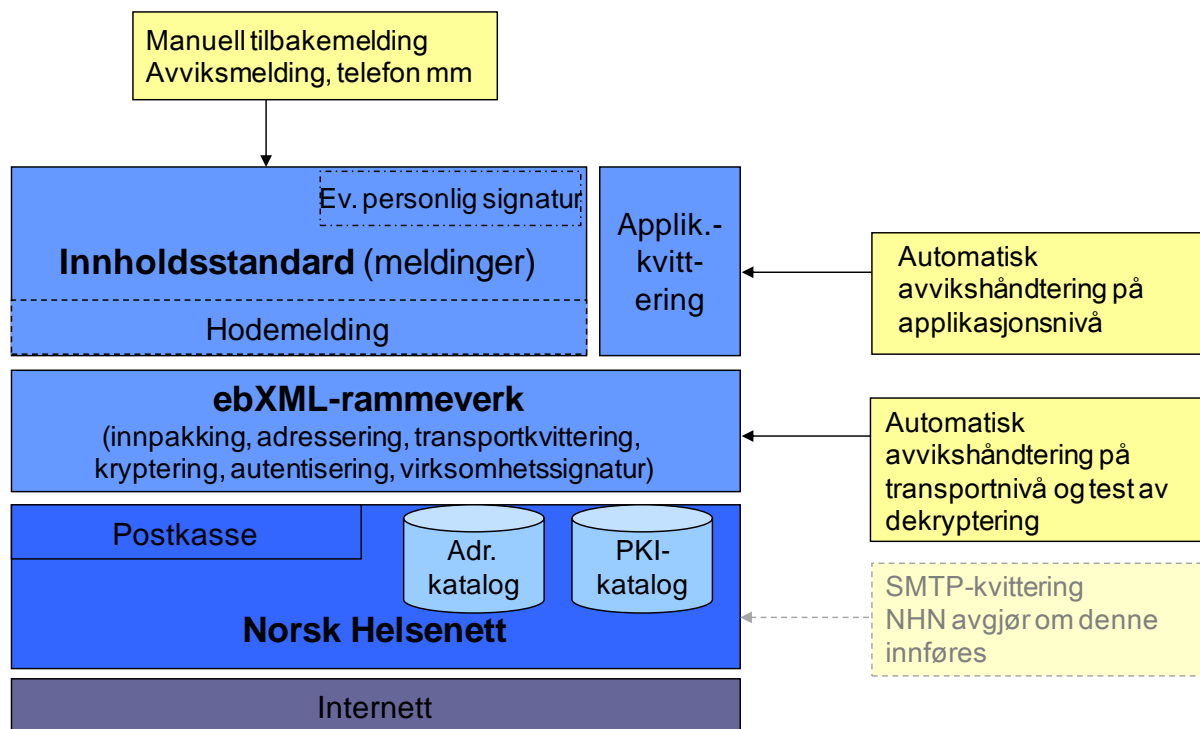 Manuell tilbakemelding
Avviksmelding, telefon mm
Ev. personlig signatur
Innholdsstandard (meldinger)
Hodemelding
Applik.-
kvitt-
ering
Automatisk
avvikshåndtering på
applikasjonsnivå
ebXML-rammeverk
(innpakking, adressering, transportkvittering,
kryptering, autentisering, virksomhetssignatur)
Automatisk
avvikshåndtering på
transportnivå og test av
dekryptering
Postkasse
Adr.
katalog
PKI-
katalog
Norsk Helsenett
SMTP-kvittering
NHN avgjør om denne
innføres
Internett